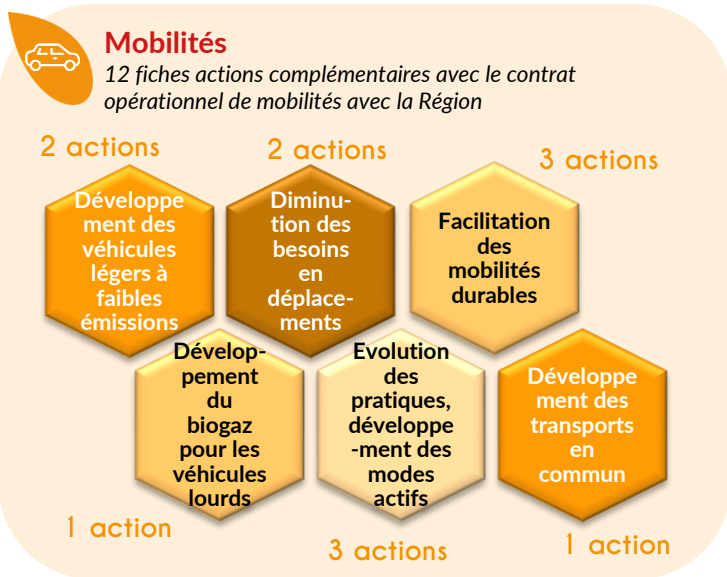 Mobilités
12 fiches actions complémentaires avec le contrat
opérationnel de mobilités avec la Région
2 actions
Développe
ment des
véhicules
légers à
faibles
émissions
2 actions
Diminu-
tion des
besoins
en
déplace-
ments
3 actions
Facilitation
des
mobilités
durables
Dévelop-
pement
du
biogaz
pour les
véhicules
lourds
1 action
Evolution
des
pratiques,
développe
-ment des
modes
actifs
3 actions
Développe
ment des
transports
en
commun
1 action